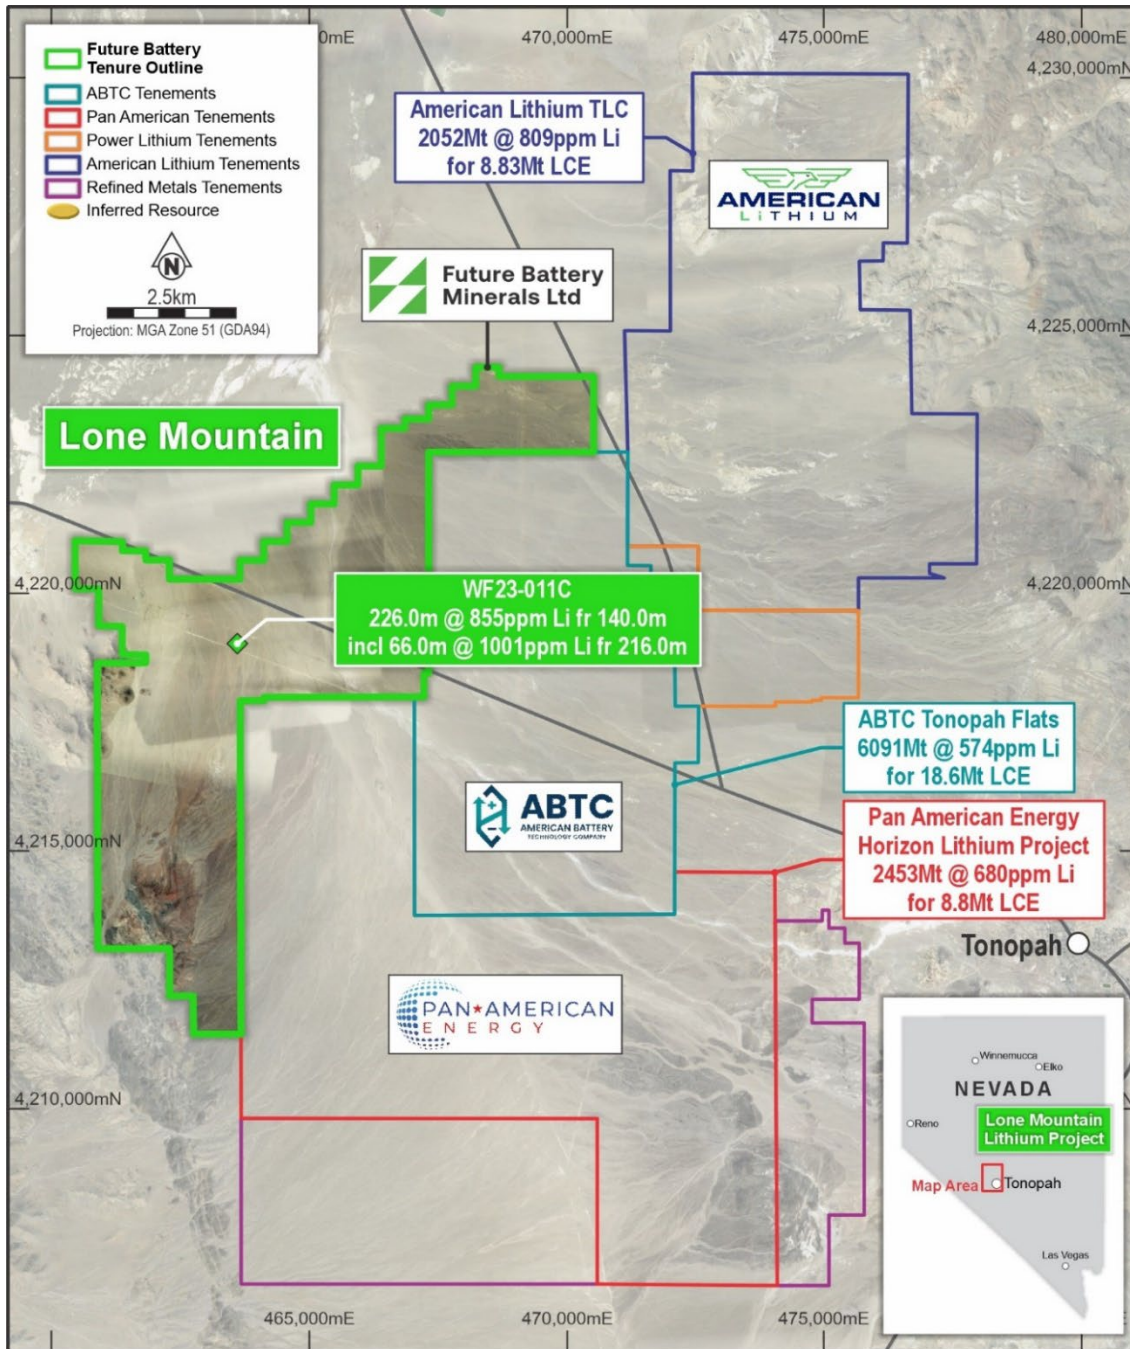 0mE
470,000mE
475,000mE
480,000mE
Future Battery
Tenure Outline
ABTC Tenements
Pan American Tenements
Power Lithium Tenements
American Lithium Tenements
Refined Metals Tenements
Inferred Resource
N
2.5km
Projection: MGA Zone 51 (GDA94)
4,230,000mN
American Lithium TLC
2052Mt @ 809ppm Li
for 8.83Mt LCE
AMERICAN
LiTHIUM
Future Battery
Minerals Ltd
4,225,000mN
Lone Mountain
4,220,000mN
4,220,000mN
WF23-011C
226.0m @ 855ppm Li fr 140.0m
incl 66.0m @ 1001ppm Li fr 216.0m
ABTC Tonopah Flats
6091Mt @ 574ppm Li
for 18.6Mt LCE
ABTC
AMERICAN BATTERY
TECHNOLOGY COMPANY
4,215,000mN
Pan American Energy
Horizon Lithium Project
2453Mt @ 680ppm Li
for 8.8Mt LCE
Tonopah
PAN★AMERICAN
ENERGY
4,210,000mN
Winnemucca
Elko
NEVADA
Reno
Lone Mountain
Lithium Project
Map Area
Tonopah
Las Vegas
465,000mE
470,000mE
475,000mE